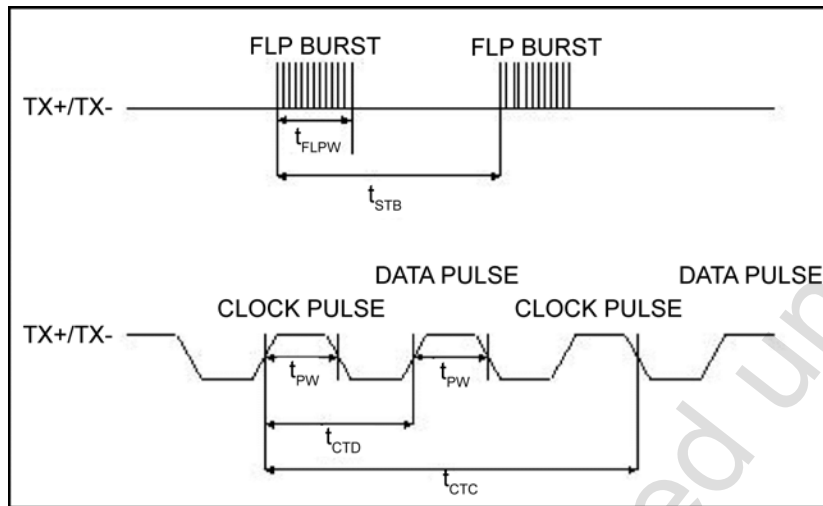 FLP BURST FLP BURST
TX+/TX-
tFLPW
tSTB
DATA PULSE DATA PULSE
CLOCK PULSE CLOCK PULSE
TX+/TX-
tPW tPW
tCTD
tCTC